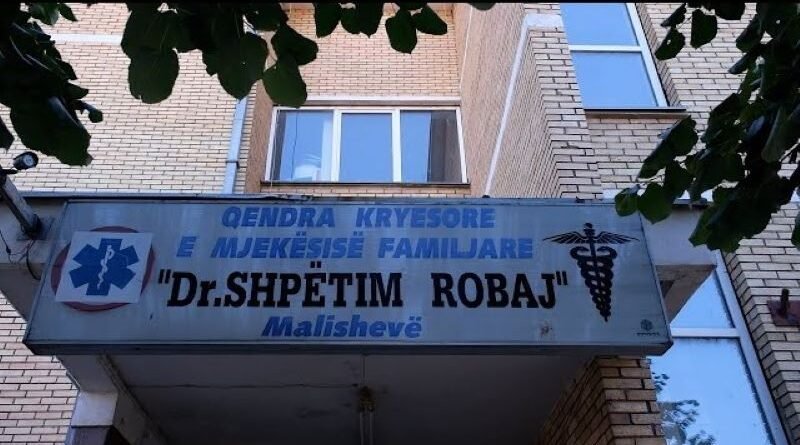 QENDRA KRYESORE
E MJEKËSISË FAMILJARE
"Dr.SHPËTIM ROBAJ"
Malishevë